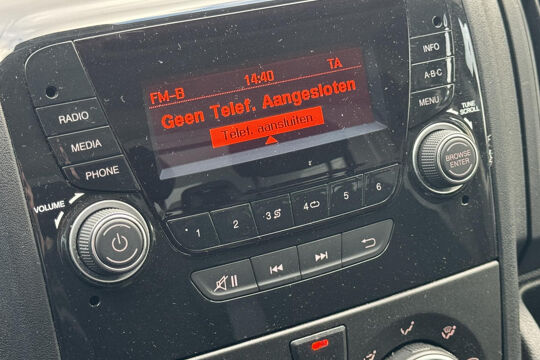 FM-B 14:40 TA
Geen Telef. Aangesloten
Telef. aansluiten
RADIO
MEDIA
PHONE
INFO
A-B-C
MENU
TUNE
SCROLL
BROWSE
ENTER
VOLUME
1 2 3 4 5 6